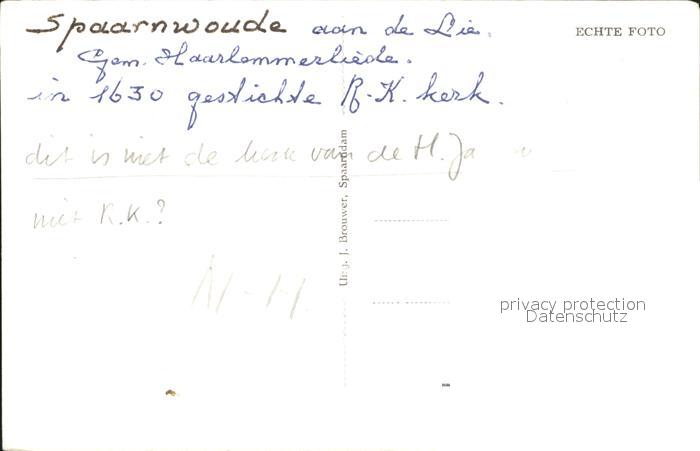 Spaarnwoude aan de Lie.
Gem. Haarlemmerliede.
in 1630 gestichte R.-K. kerk.
ECHTE FOTO
dit is niet de kerk van de H. Ja
niet R.K.?
N-H.
Uitg. J. Brouwer, Spaarndam
privacy protection
Datenschutz